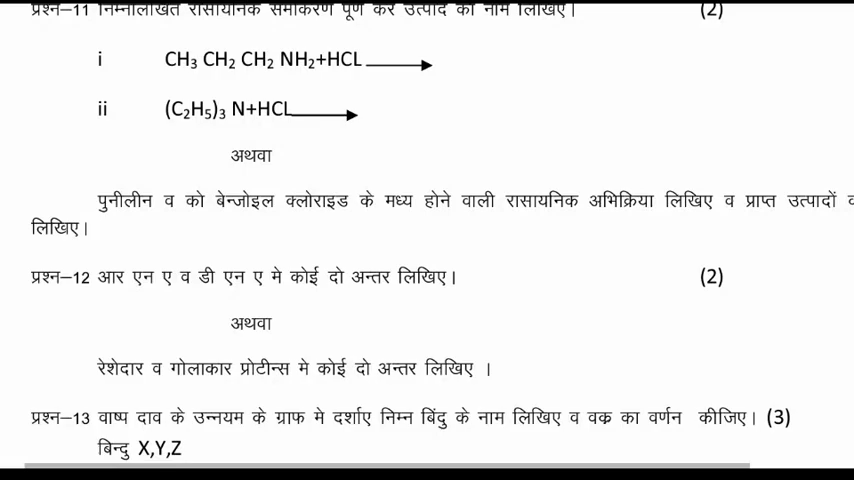 प्रश्न–11 निम्नलिखित रासायनिक समीकरण पूर्ण कर उत्पाद का नाम लिखिए। (2)
i CH₃ CH₂ CH₂ NH₂+HCL
ii (C₂H₅)₃ N+HCL
अथवा
पुनीलीन व को बेन्जोइल क्लोराइड के मध्य होने वाली रासायनिक अभिक्रिया लिखिए व प्राप्त उत्पादों
लिखिए।
प्रश्न–12 आर एन ए व डी एन ए मे कोई दो अन्तर लिखिए। (2)
अथवा
रेशेदार व गोलाकार प्रोटीन्स मे कोई दो अन्तर लिखिए ।
प्रश्न–13 वाष्प दाव के उन्नयम के ग्राफ मे दर्शाए निम्न बिंदु के नाम लिखिए व वक्र का वर्णन कीजिए। (3)
बिन्दु X,Y,Z